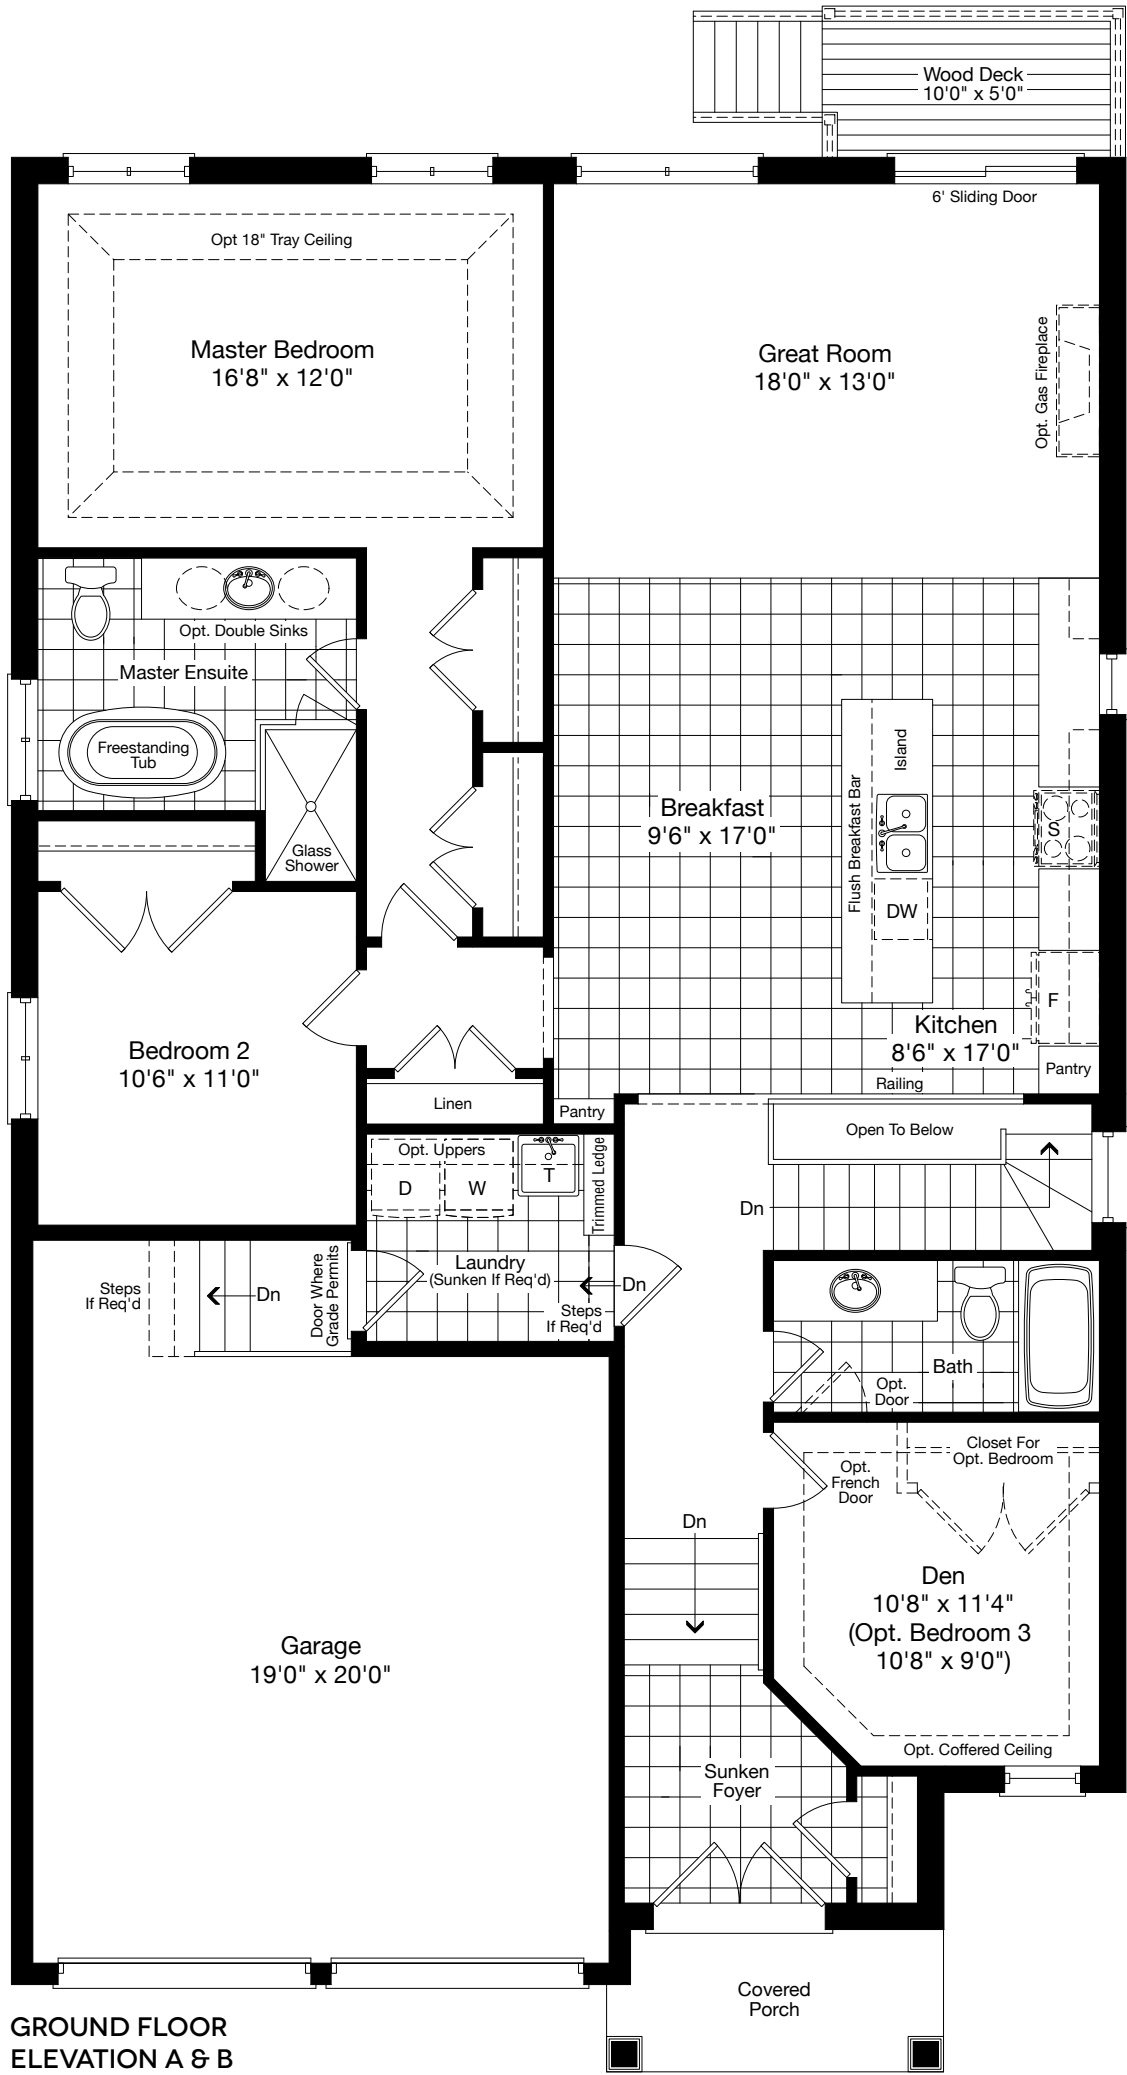 Wood Deck
10'0" x 5'0"
6' Sliding Door
Opt 18" Tray Ceiling
Master Bedroom
16'8" x 12'0"
Great Room
18'0" x 13'0"
Opt. Gas Fireplace
Opt. Double Sinks
Master Ensuite
Freestanding
Tub
Glass
Shower
Breakfast
9'6" x 17'0"
Flush Breakfast Bar
Island
DW
S
F
Kitchen
8'6" x 17'0"
Pantry
Railing
Bedroom 2
10'6" x 11'0"
Linen
Pantry
Open To Below
Dn
Opt. Uppers
D
W
T
Trimmed Ledge
Laundry
(Sunken If Req'd)
Dn
Steps
If Req'd
Door Where
Grade Permits
Steps
If Req'd
Dn
Bath
Opt.
Door
Closet For
Opt. Bedroom
Opt.
French
Door
Dn
Den
10'8" x 11'4"
(Opt. Bedroom 3
10'8" x 9'0")
Opt. Coffered Ceiling
Garage
19'0" x 20'0"
Sunken
Foyer
Covered
Porch
GROUND FLOOR
ELEVATION A & B